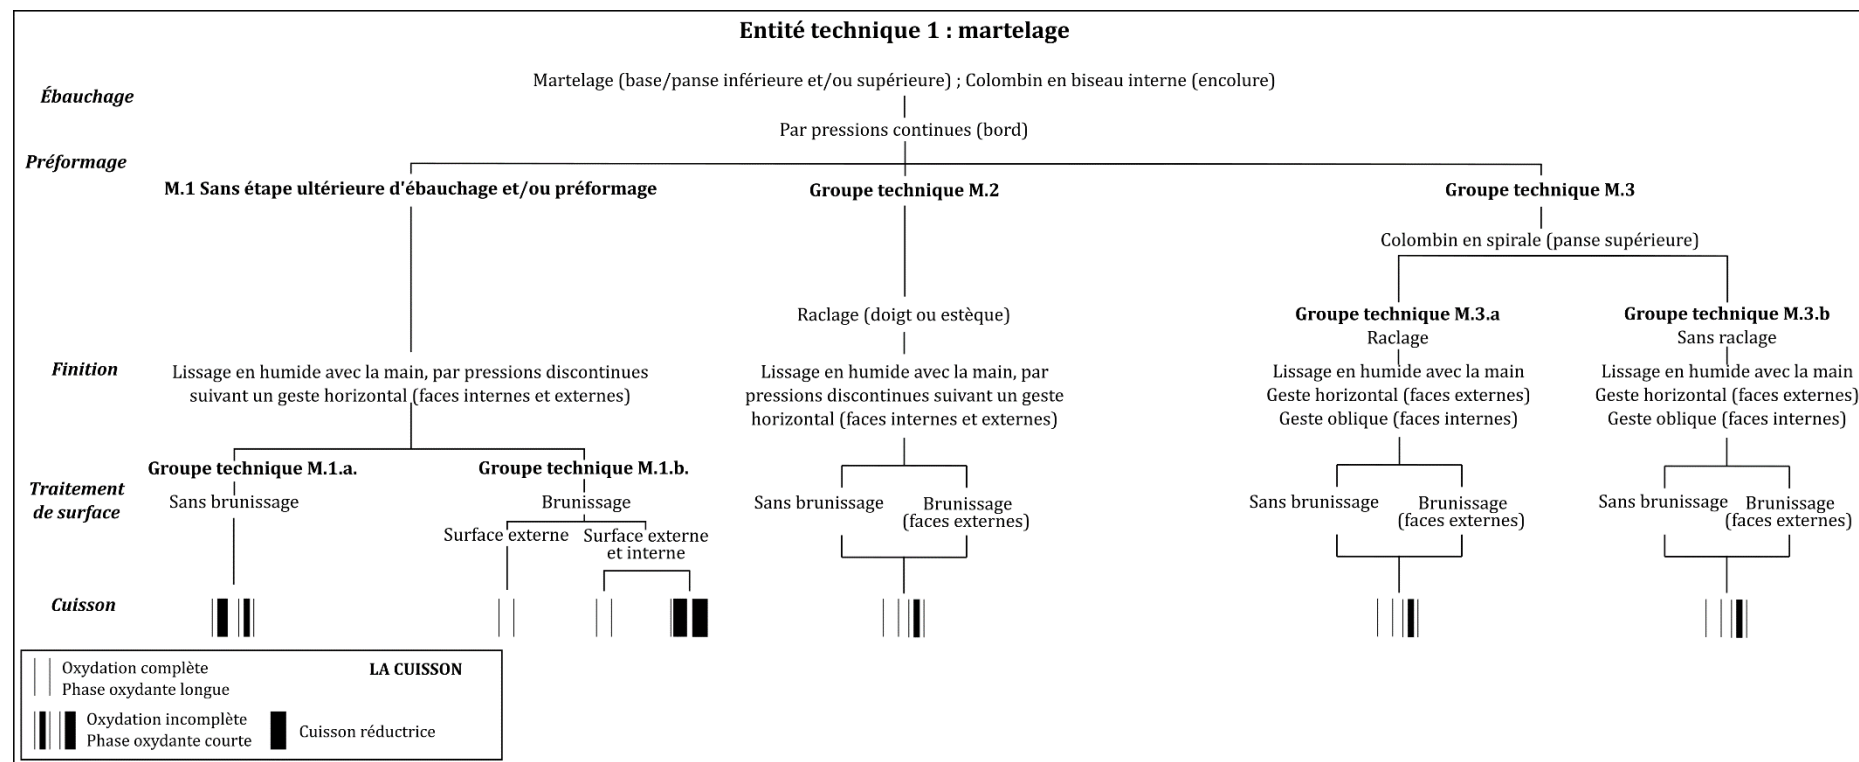 Entité technique 1 : martelage
Ébauchage
Martelage (base/panse inférieure et/ou supérieure) ; Colombin en biseau interne (encolure)
Par pressions continues (bord)
Préformage
M.1 Sans étape ultérieure d'ébauchage et/ou préformage
Groupe technique M.2
Groupe technique M.3
Colombin en spirale (panse supérieure)
Raclage (doigt ou estèque)
Groupe technique M.3.a
Raclage
Groupe technique M.3.b
Sans raclage
Finition
Lissage en humide avec la main, par pressions discontinues
suivant un geste horizontal (faces internes et externes)
Lissage en humide avec la main, par
pressions discontinues suivant un geste
horizontal (faces internes et externes)
Lissage en humide avec la main
Geste horizontal (faces externes)
Geste oblique (faces internes)
Lissage en humide avec la main
Geste horizontal (faces externes)
Geste oblique (faces internes)
Traitement
de surface
Groupe technique M.1.a.
Sans brunissage
Groupe technique M.1.b.
Brunissage
Surface externe
Surface externe
et interne
Sans brunissage
Brunissage
(faces externes)
Sans brunissage
Brunissage
(faces externes)
Sans brunissage
Brunissage
(faces externes)
Cuisson
LA CUISSON
Oxydation complète
Phase oxydante longue
Oxydation incomplète
Phase oxydante courte
Cuisson réductrice